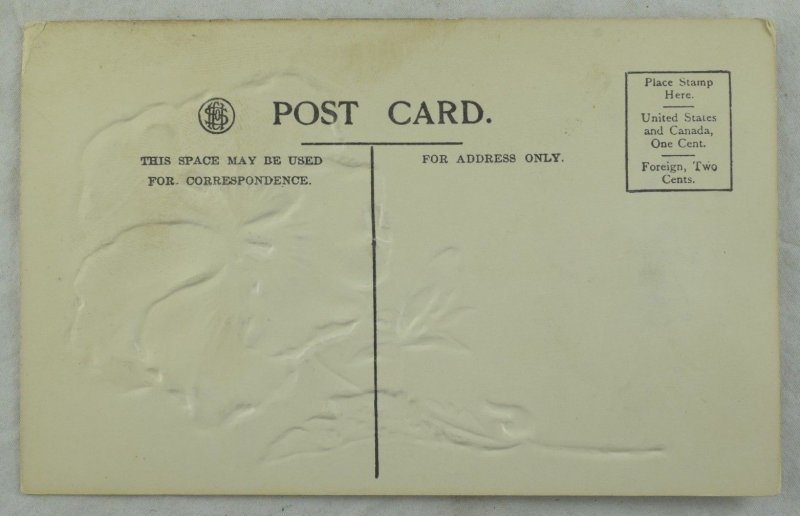 POST CARD.
THIS SPACE MAY BE USED
FOR CORRESPONDENCE.
FOR ADDRESS ONLY.
Place Stamp
Here.
United States
and Canada,
One Cent.
Foreign, Two
Cents.